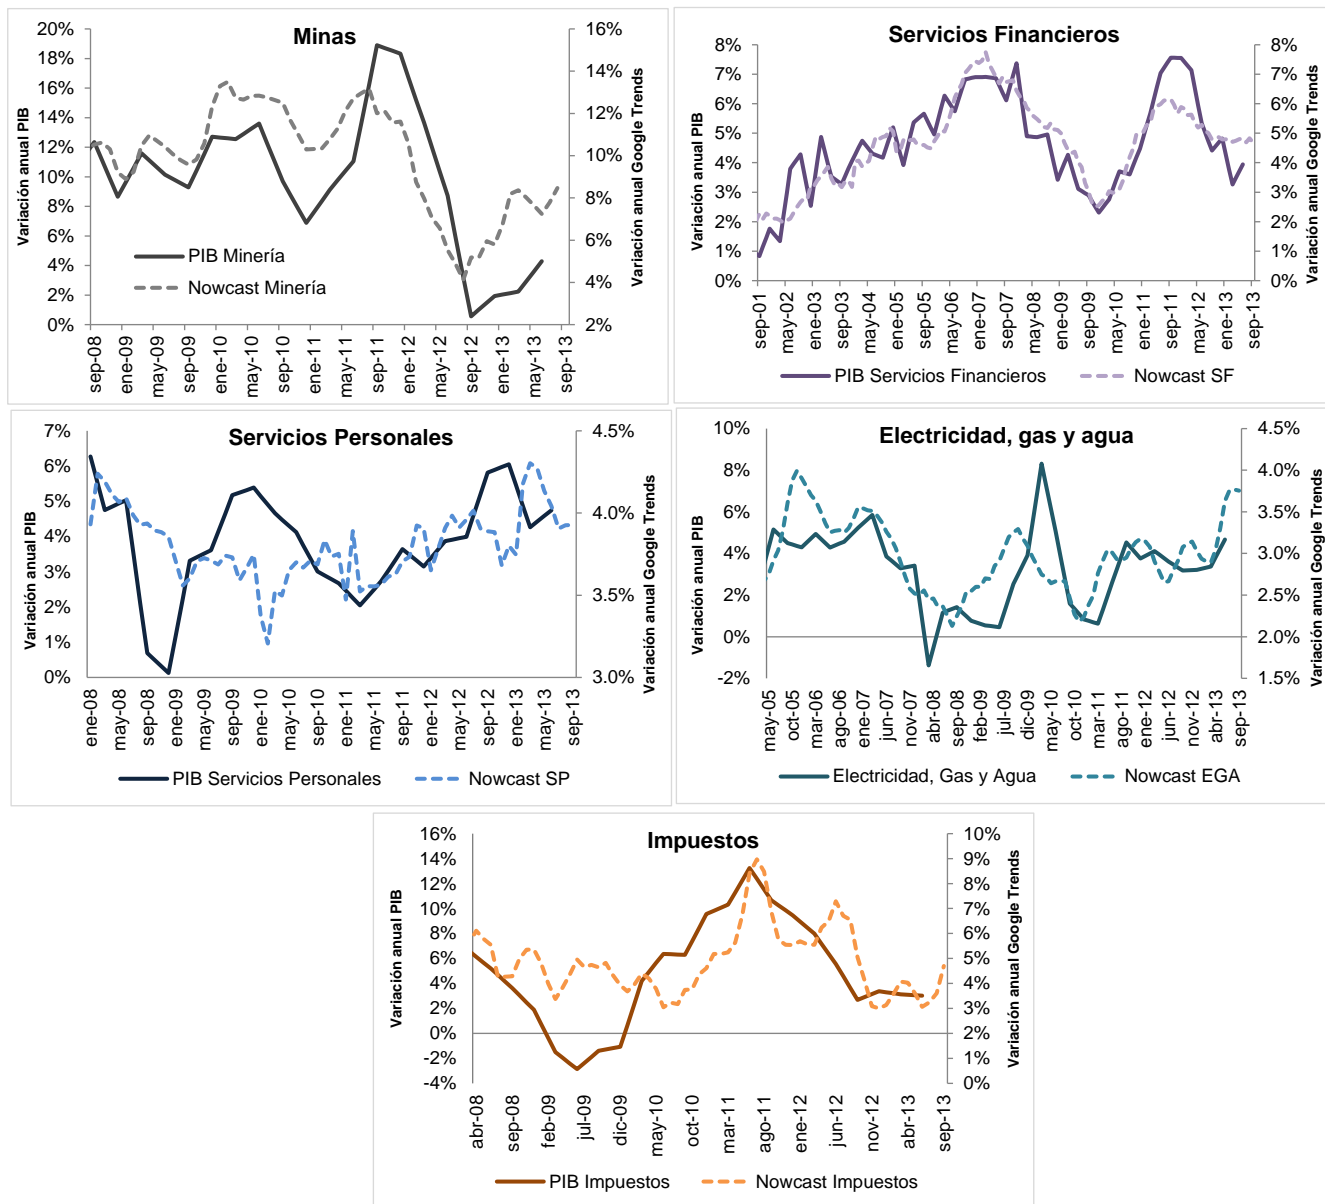 Minas
Variación anual PIB
20%
18%
16%
14%
12%
10%
8%
6%
4%
2%
0%
16%
14%
12%
10%
8%
6%
4%
2%
Variación anual Google Trends
PIB Minería
Nowcast Minería
sep-08
ene-09
may-09
sep-09
ene-10
may-10
sep-10
ene-11
may-11
sep-11
ene-12
may-12
sep-12
ene-13
may-13
sep-13
Servicios Financieros
Variación anual PIB
8%
7%
6%
5%
4%
3%
2%
1%
0%
8%
7%
6%
5%
4%
3%
2%
1%
0%
Variación anual Google Trends
sep-01
may-02
ene-03
sep-03
may-04
ene-05
sep-05
may-06
ene-07
sep-07
may-08
ene-09
sep-09
may-10
ene-11
sep-11
may-12
ene-13
sep-13
PIB Servicios Financieros
Nowcast SF
Servicios Personales
Variación anual PIB
7%
6%
5%
4%
3%
2%
1%
0%
4.5%
4.0%
3.5%
3.0%
Variación anual Google Trends
ene-08
may-08
sep-08
ene-09
may-09
sep-09
ene-10
may-10
sep-10
ene-11
may-11
sep-11
ene-12
may-12
sep-12
ene-13
may-13
sep-13
PIB Servicios Personales
Nowcast SP
Electricidad, gas y agua
Variación anual PIB
10%
8%
6%
4%
2%
0%
-2%
4.5%
4.0%
3.5%
3.0%
2.5%
2.0%
1.5%
Variación anual Google Trends
may-05
oct-05
mar-06
ago-06
ene-07
jun-07
nov-07
abr-08
sep-08
feb-09
jul-09
dic-09
may-10
oct-10
mar-11
ago-11
ene-12
jun-12
nov-12
abr-13
sep-13
Electricidad, Gas y Agua
Nowcast EGA
Impuestos
Variación anual PIB
16%
14%
12%
10%
8%
6%
4%
2%
0%
-2%
-4%
10%
9%
8%
7%
6%
5%
4%
3%
2%
1%
0%
Variación anual Google Trends
abr-08
sep-08
feb-09
jul-09
dic-09
may-10
oct-10
mar-11
ago-11
ene-12
jun-12
nov-12
abr-13
sep-13
PIB Impuestos
Nowcast Impuestos